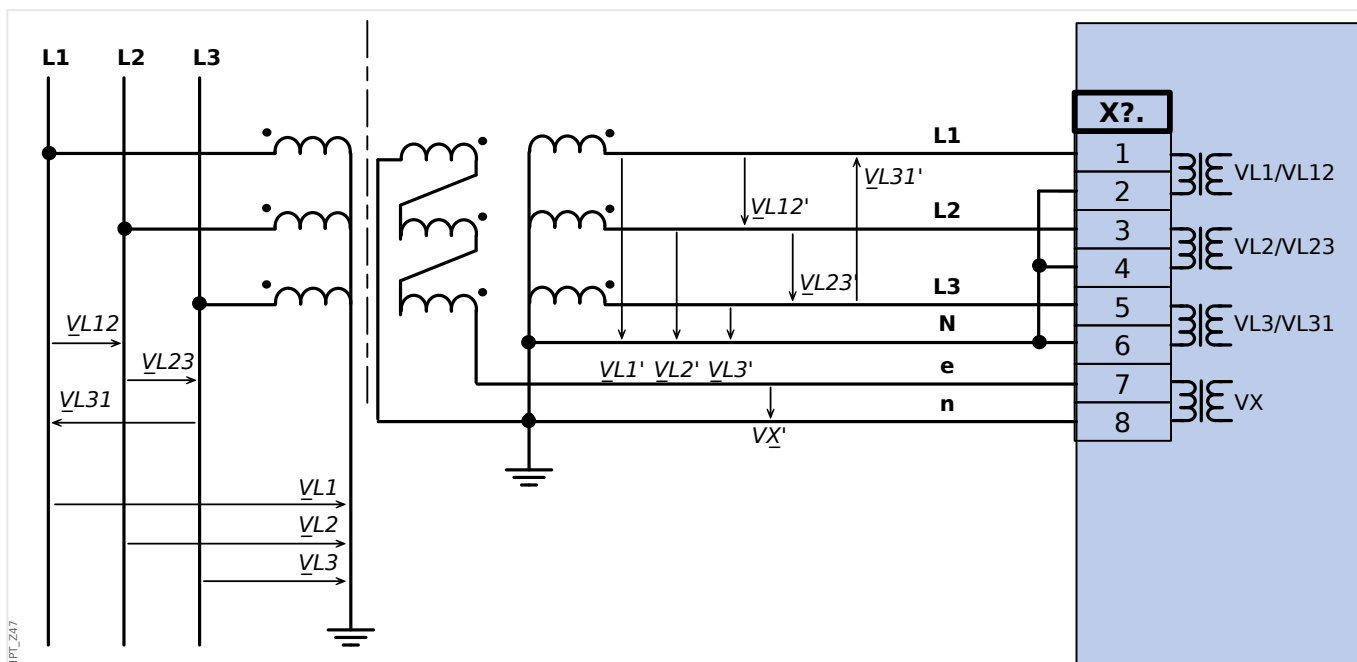 L1 L2 L3
X?.
L1
1
VL1/VL12
VL31'
2
VL12'
L2
3
VL2/VL23
4
VL23'
L3
5
VL3/VL31
N
6
VL12
VL23
VL31
VL1' VL2' VL3'
e
7
VX
n
8
VX'
VL1
VL2
VL3
IPT_Z47